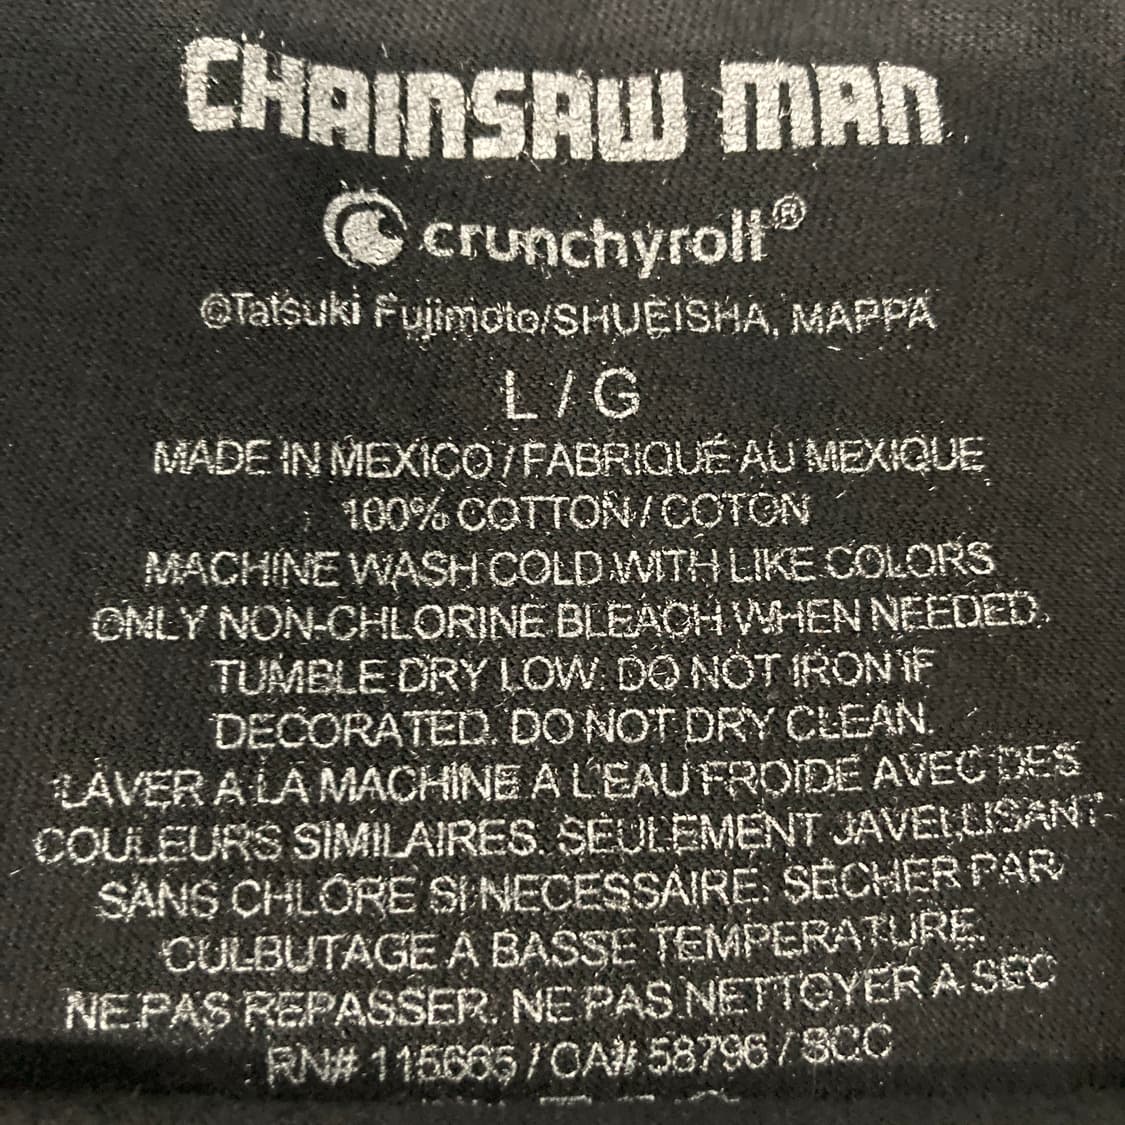 CHAINSAW MAN
crunchyroll®
©Tatsuki Fujimoto/SHUEISHA, MAPPA
L / G
MADE IN MEXICO / FABRIQUÉ AU MEXIQUE
100% COTTON / COTON
MACHINE WASH COLD WITH LIKE COLORS
ONLY NON-CHLORINE BLEACH WHEN NEEDED.
TUMBLE DRY LOW. DO NOT IRON IF
DECORATED. DO NOT DRY CLEAN.
LAVER A LA MACHINE A L'EAU FROIDE AVEC DES
COULEURS SIMILAIRES. SEULEMENT JAVELLISANT
SANS CHLORE SI NECESSAIRE. SÉCHER PAR
CULBUTAGE A BASSE TEMPERATURE.
NE PAS REPASSER. NE PAS NETTOYER A SEC
RN# 115665 / CA# 58796 / SCC